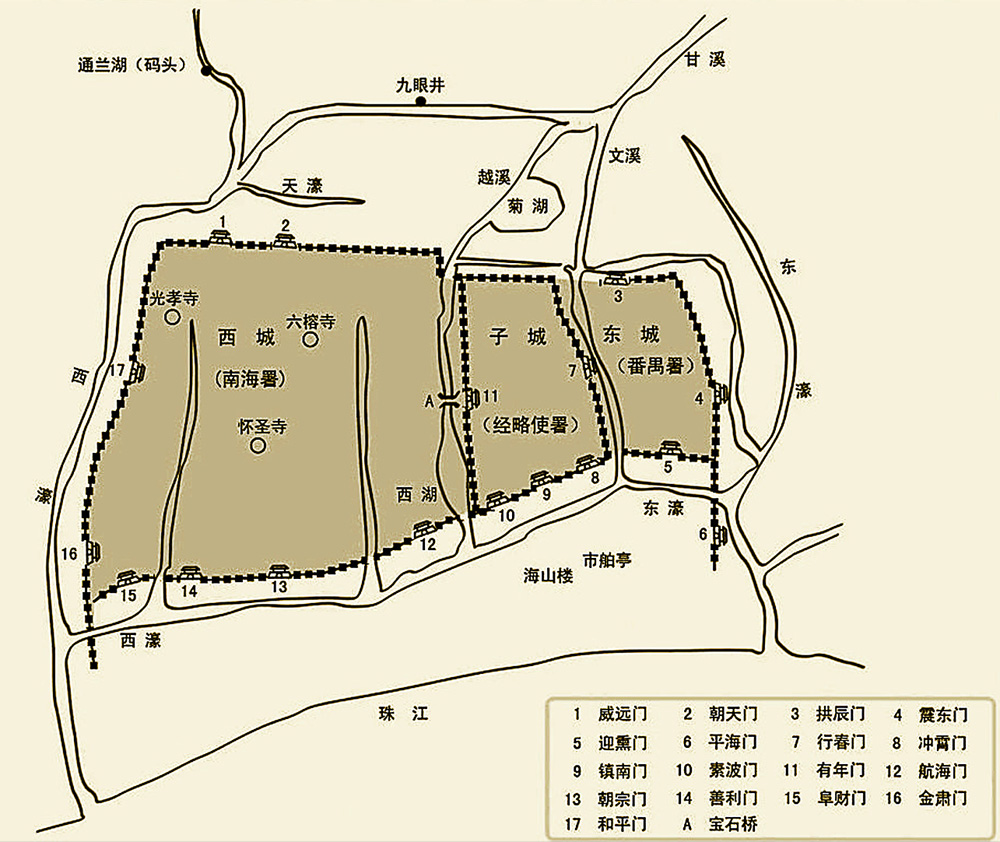 甘 溪
通兰湖（码头）
九眼井
文溪
越溪
天 濠
菊 湖
1
2
东
3
光孝寺
六榕寺
西 城
子 城
东 城
（番禺署）
17
西
(南海署)
7
濠
A
11
4
怀圣寺
（经略使署）
5
8
濠
西 湖
9
10
东 濠
6
12
16
市舶亭
海山楼
15
14
13
西 濠
珠 江
1 威远门 2 朝天门 3 拱辰门 4 震东门
5 迎熏门 6 平海门 7 行春门 8 冲霄门
9 镇南门 10 素波门 11 有年门 12 航海门
13 朝宗门 14 善利门 15 阜财门 16 金肃门
17 和平门 A 宝石桥